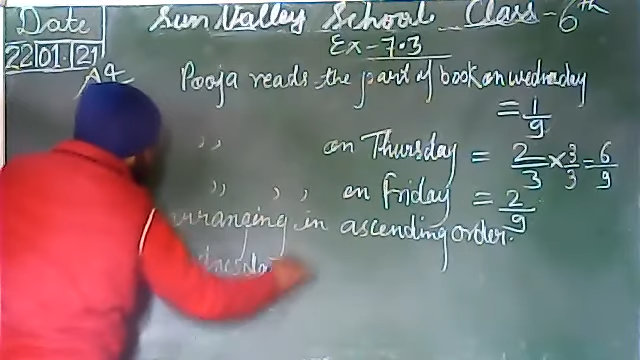 Date Sun Valley School Class-6th
22|01|21 Ex-7.3
A4 Pooja reads the part of book on wednesday
= 1/9
,, on Thursday = 2/3 × 3/3 = 6/9
,, ,, on Friday = 2/9
arranging in ascending order.